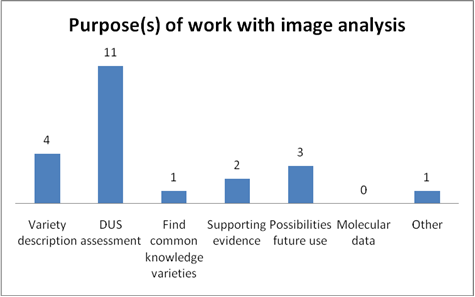 Purpose(s) of work with image analysis
11
4
3
2
1
0
1
Variety description
DUS assessment
Find common knowledge varieties
Supporting evidence
Possibilities future use
Molecular data
Other